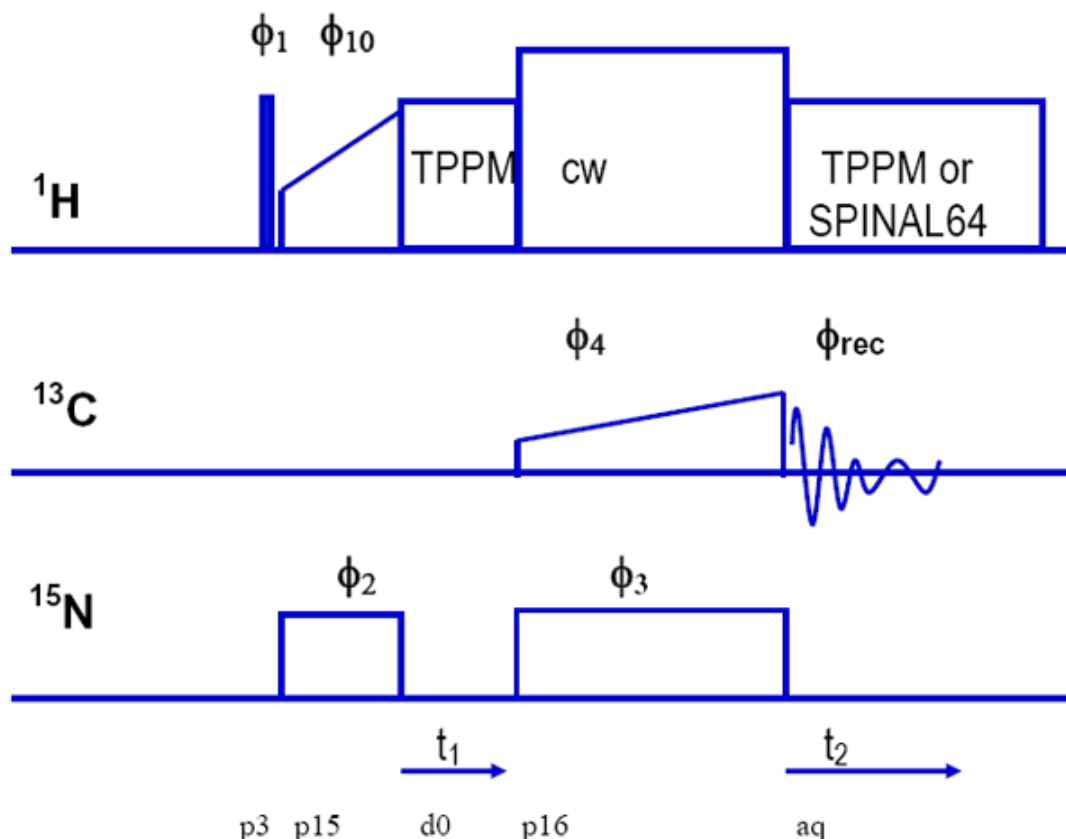 ϕ1 ϕ10
1H
TPPM cw TPPM or
SPINAL64
ϕ4 ϕrec
13C
ϕ2 ϕ3
15N
t1 t2
p3 p15 d0 p16 aq